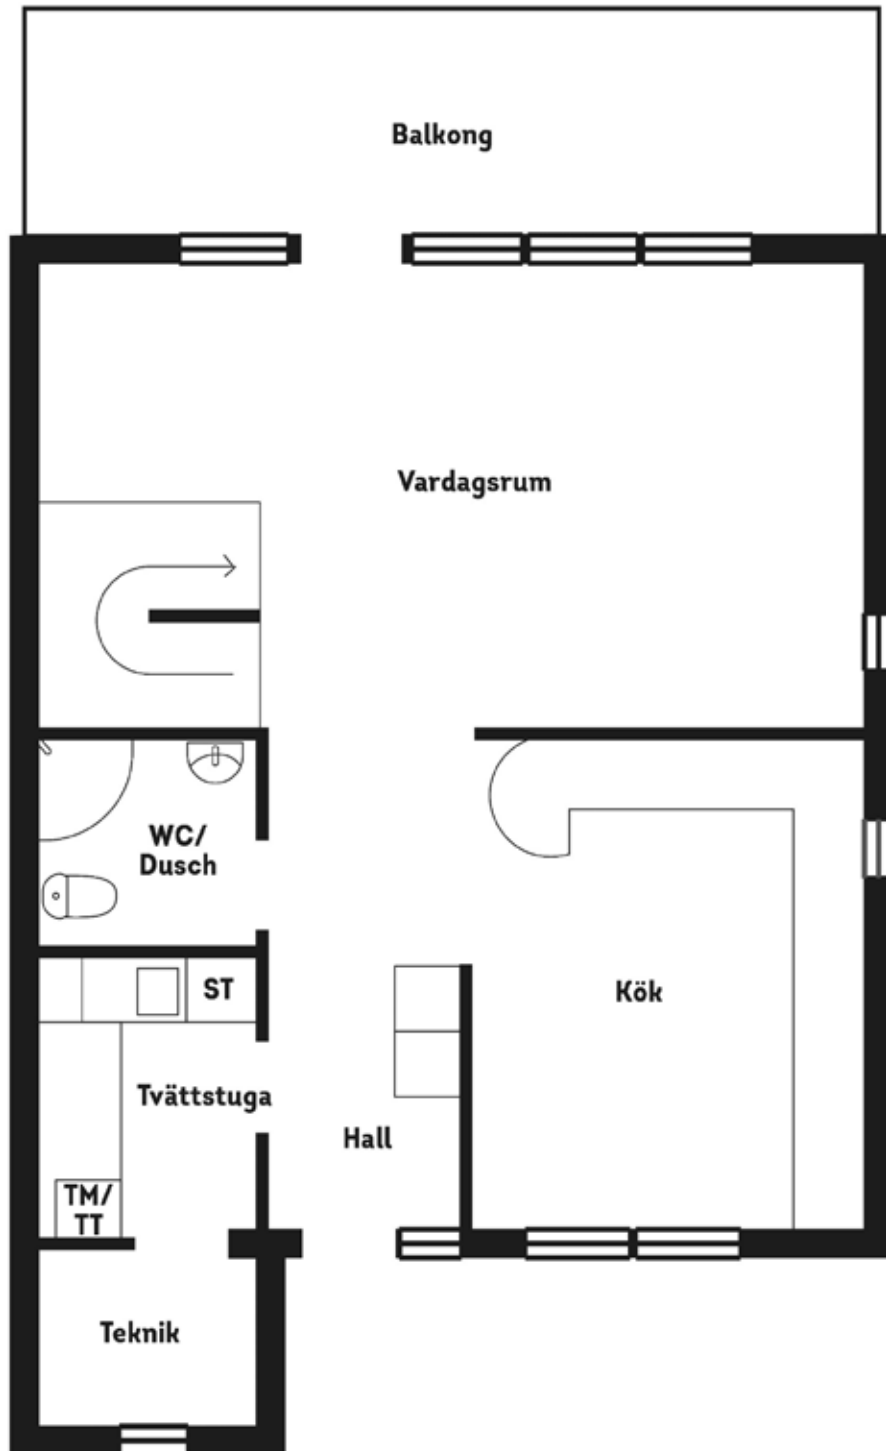 Balkong
Vardagsrum
WC/
Dusch
ST
Kök
Tvättstuga
Hall
TM/
TT
Teknik